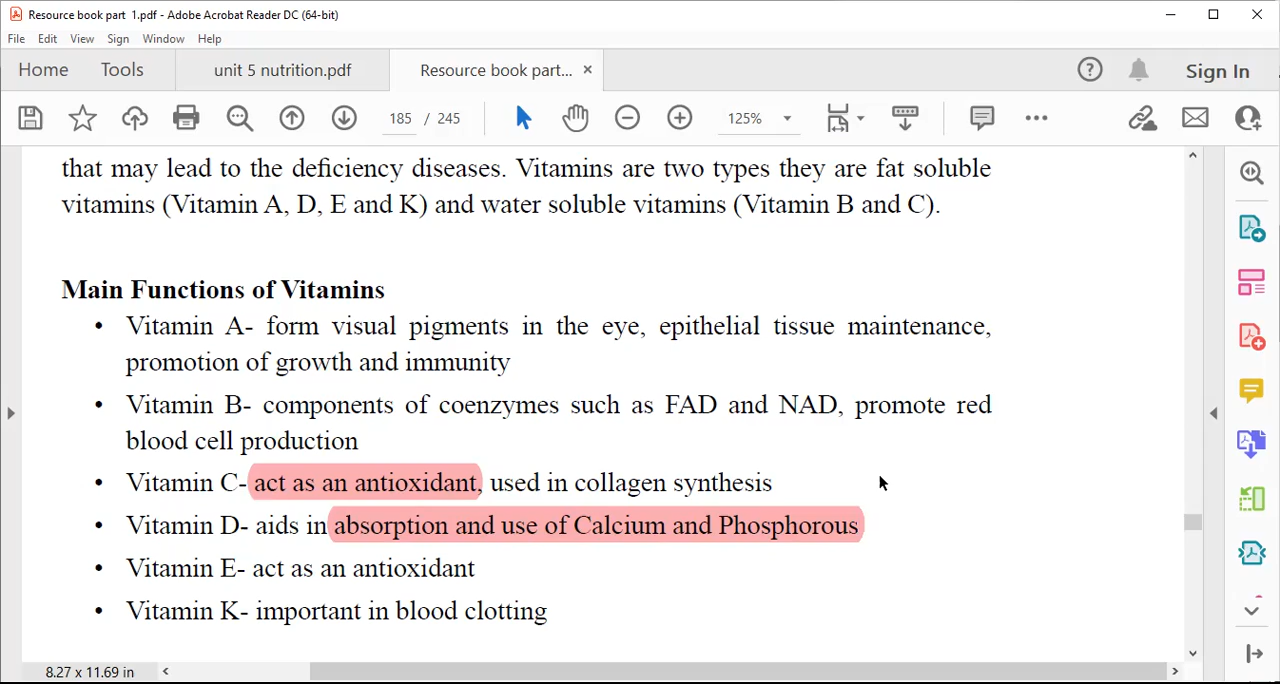 Resource book part 1.pdf - Adobe Acrobat Reader DC (64-bit)
File Edit View Sign Window Help
Home Tools unit 5 nutrition.pdf Resource book part... × Sign In
185 / 245 125%
that may lead to the deficiency diseases. Vitamins are two types they are fat soluble
vitamins (Vitamin A, D, E and K) and water soluble vitamins (Vitamin B and C).
Main Functions of Vitamins
• Vitamin A- form visual pigments in the eye, epithelial tissue maintenance,
promotion of growth and immunity
• Vitamin B- components of coenzymes such as FAD and NAD, promote red
blood cell production
• Vitamin C- act as an antioxidant, used in collagen synthesis
• Vitamin D- aids in absorption and use of Calcium and Phosphorous
• Vitamin E- act as an antioxidant
• Vitamin K- important in blood clotting
8.27 x 11.69 in